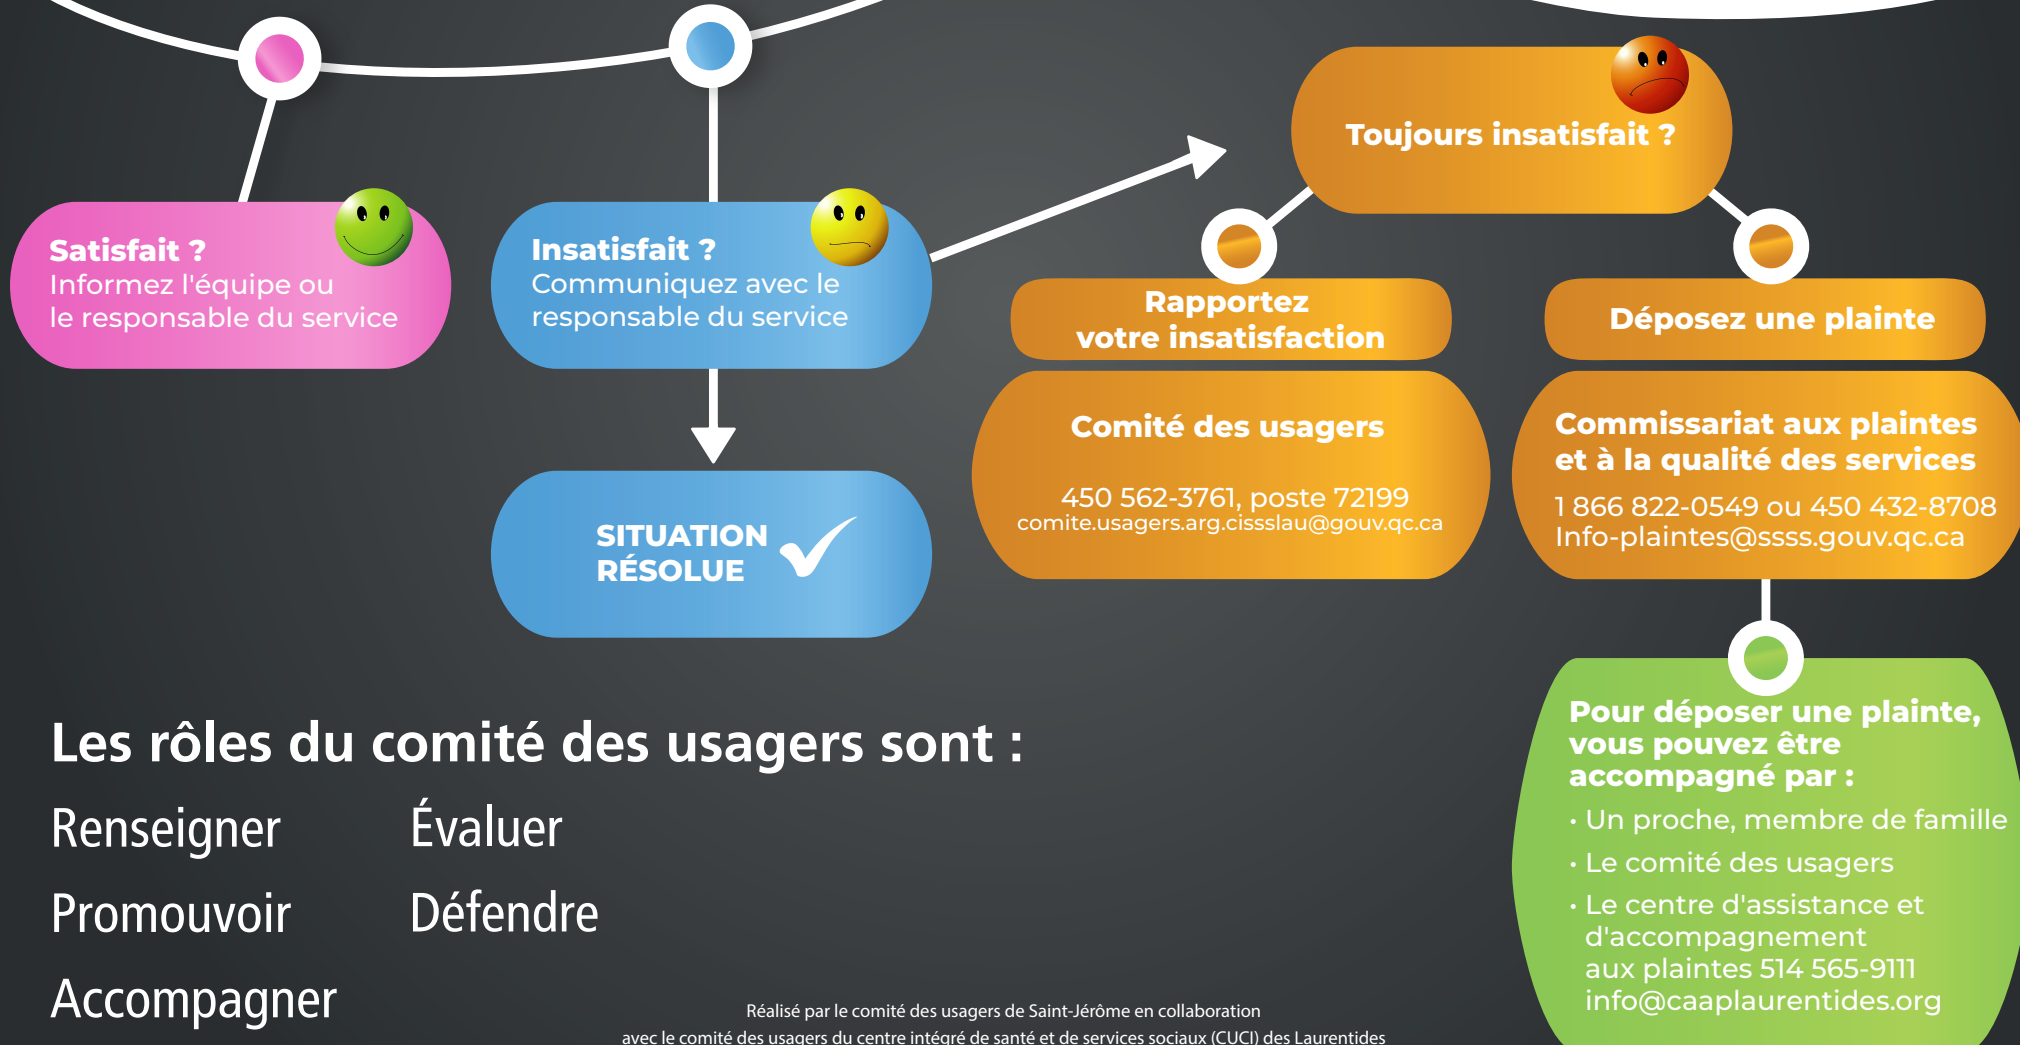 Satisfait ?
Informez l'équipe ou
le responsable du service
Insatisfait ?
Communiquez avec le
responsable du service
SITUATION
RÉSOLUE
Toujours insatisfait ?
Rapportez
votre insatisfaction
Comité des usagers
450 562-3761, poste 72199
comite.usagers.arg.cissslau@gouv.qc.ca
Déposez une plainte
Commissariat aux plaintes
et à la qualité des services
1 866 822-0549 ou 450 432-8708
Info-plaintes@ssss.gouv.qc.ca
Pour déposer une plainte,
vous pouvez être
accompagné par :
• Un proche, membre de famille
• Le comité des usagers
• Le centre d'assistance et
d'accompagnement
aux plaintes 514 565-9111
info@caaplaurentides.org
Les rôles du comité des usagers sont :
Renseigner
Promouvoir
Accompagner
Évaluer
Défendre
Réalisé par le comité des usagers de Saint-Jérôme en collaboration
avec le comité des usagers du centre intégré de santé et de services sociaux (CUCI) des Laurentides